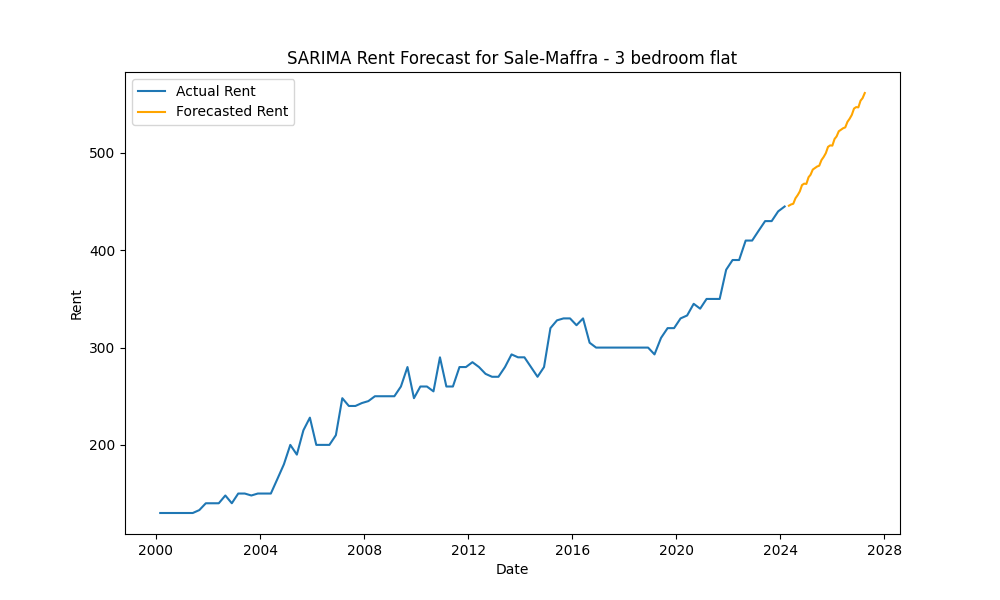 SARIMA Rent Forecast for Sale-Maffra - 3 bedroom flat
Actual Rent
Forecasted Rent
500
400
300
200
Rent
2000 2004 2008 2012 2016 2020 2024 2028
Date